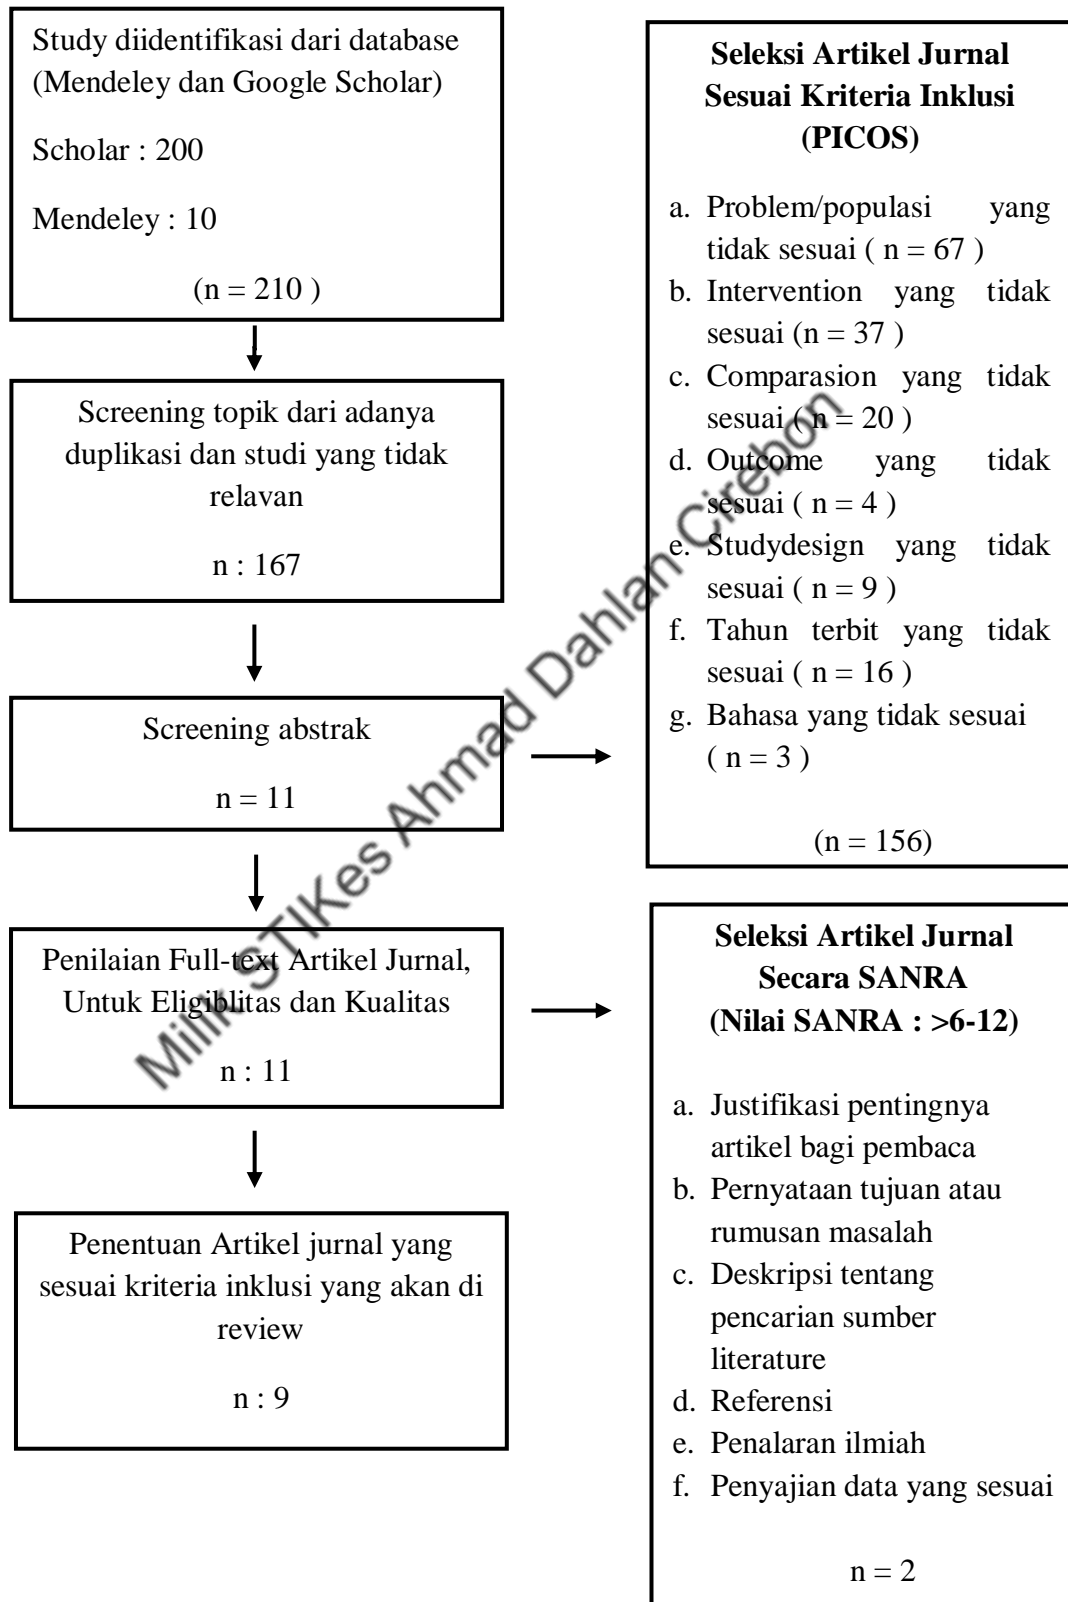 Study diidentifikasi dari database
(Mendeley dan Google Scholar)
Scholar : 200
Mendeley : 10
(n = 210 )
Screening topik dari adanya
duplikasi dan studi yang tidak
relavan
n : 167
Screening abstrak
n = 11
Penilaian Full-text Artikel Jurnal,
Untuk Eligiblitas dan Kualitas
n : 11
Penentuan Artikel jurnal yang
sesuai kriteria inklusi yang akan di
review
n : 9
Seleksi Artikel Jurnal
Sesuai Kriteria Inklusi
(PICOS)
a. Problem/populasi yang
tidak sesuai ( n = 67 )
b. Intervention yang tidak
sesuai (n = 37 )
c. Comparasion yang tidak
sesuai ( n = 20 )
d. Outcome yang tidak
sesuai ( n = 4 )
e. Studydesign yang tidak
sesuai ( n = 9 )
f. Tahun terbit yang tidak
sesuai ( n = 16 )
g. Bahasa yang tidak sesuai
( n = 3 )
(n = 156)
Seleksi Artikel Jurnal
Secara SANRA
(Nilai SANRA : >6-12)
a. Justifikasi pentingnya
artikel bagi pembaca
b. Pernyataan tujuan atau
rumusan masalah
c. Deskripsi tentang
pencarian sumber
literature
d. Referensi
e. Penalaran ilmiah
f. Penyajian data yang sesuai
n = 2
Milik STIKes Ahmad Dahlan Cirebon